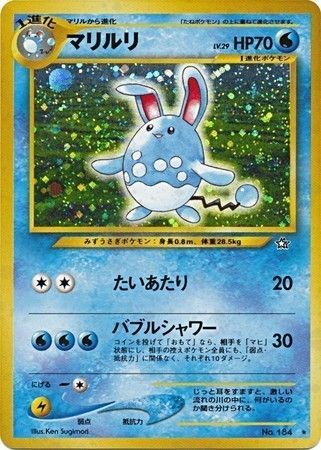 1進化
マリルから進化
「たねポケモン」の上に重ねて進化させます。
マリルリ
LV.29 HP70
1進化ポケモン
みずうさぎポケモン 身長0.8m、体重28.5kg
たいあたり 20
バブルシャワー 30
コインを投げて「おもて」なら、相手を「マヒ」
状態にし、相手の控えポケモン全員にも、「弱点・
抵抗力」に関係なく、それぞれ10ダメージ。
にげる
弱点 抵抗力
じっと耳をすますと、激しい
流れの川の中に、何がいるの
か聞き分けられる。
Illus.Ken Sugimori
No.184